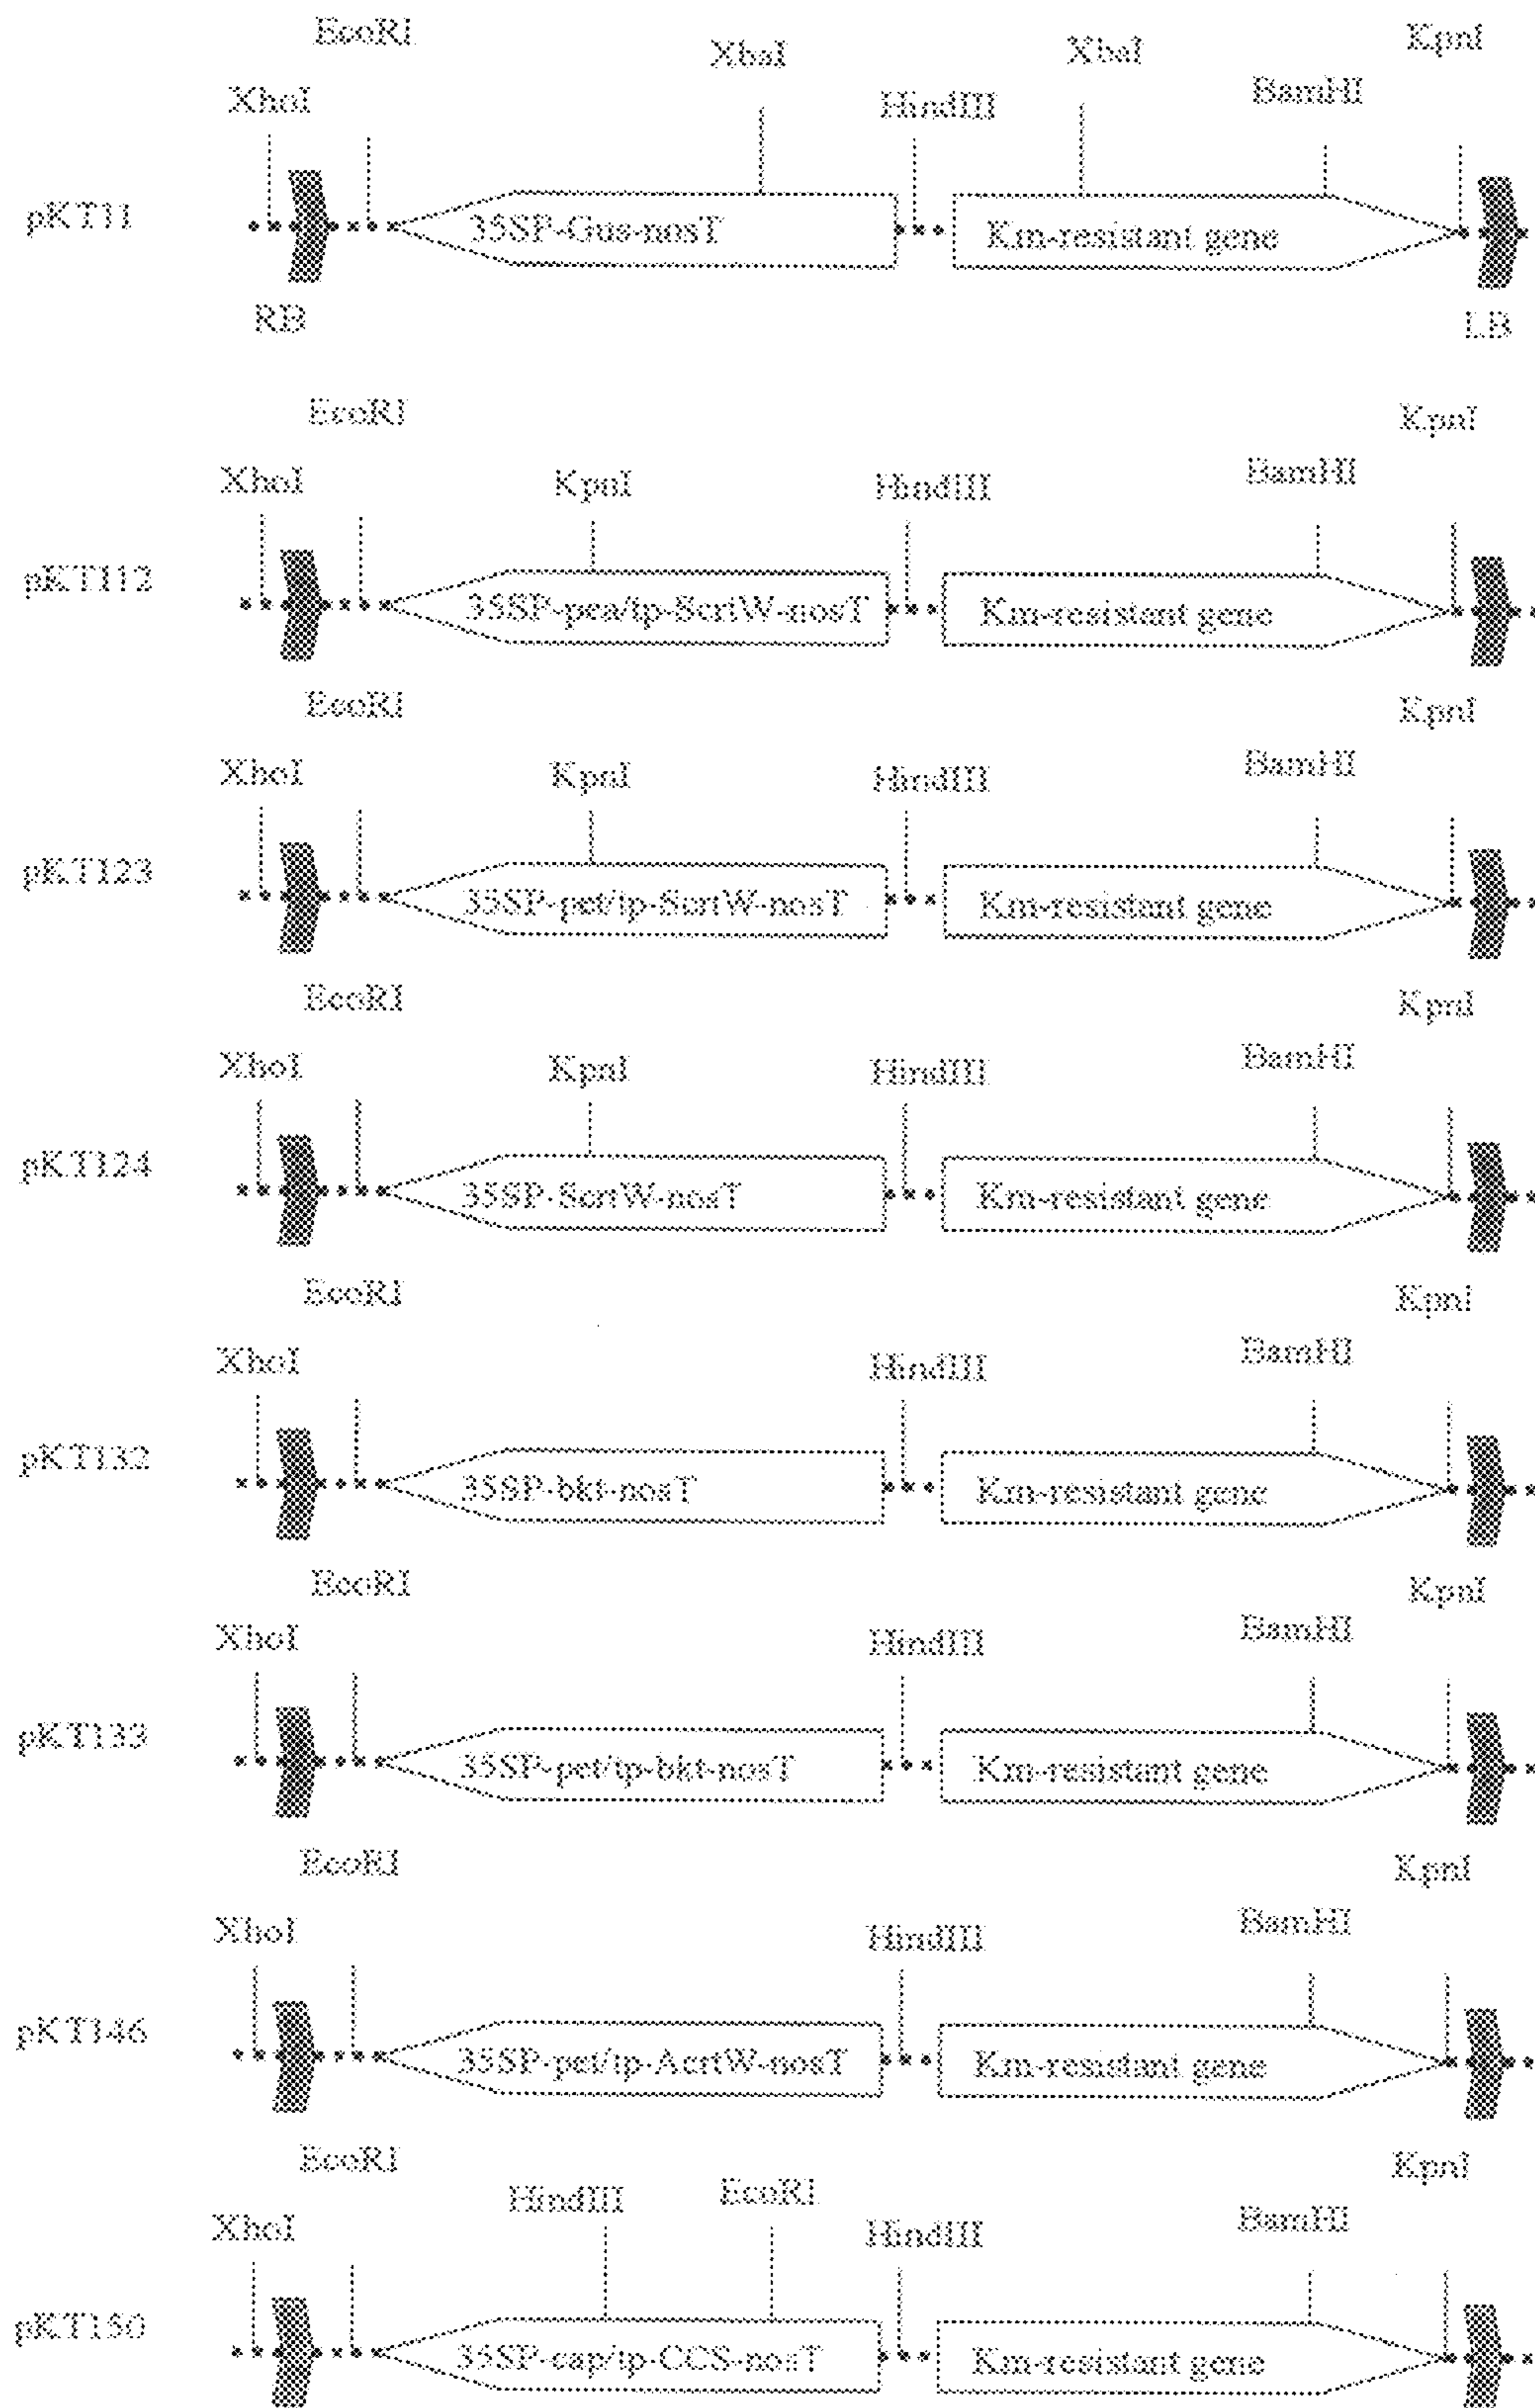 EcoRI
XbaI XbaI KpnI
XhoI HindIII BamHI
pKT11 35SP-Gus-nosT Km-resistant gene
RB LB
EcoRI KpnI
XhoI KpnI HindIII BamHI
pKT112 35SP-pea/tp-ScrtW-nosT Km-resistant gene
EcoRI KpnI
XhoI KpnI HindIII BamHI
pKT123 35SP-pet/tp-ScrtW-nosT Km-resistant gene
EcoRI KpnI
XhoI KpnI HindIII BamHI
pKT124 35SP-ScrtW-nosT Km-resistant gene
EcoRI KpnI
XhoI HindIII BamHI
pKT132 35SP-bkt-nosT Km-resistant gene
EcoRI KpnI
XhoI HindIII BamHI
pKT133 35SP-pet/tp-bkt-nosT Km-resistant gene
EcoRI KpnI
XhoI HindIII BamHI
pKT146 35SP-pet/tp-AcrtW-nosT Km-resistant gene
EcoRI KpnI
XhoI HindIII EcoRI HindIII BamHI
pKT150 35SP-cap/tp-CCS-nosT Km-resistant gene